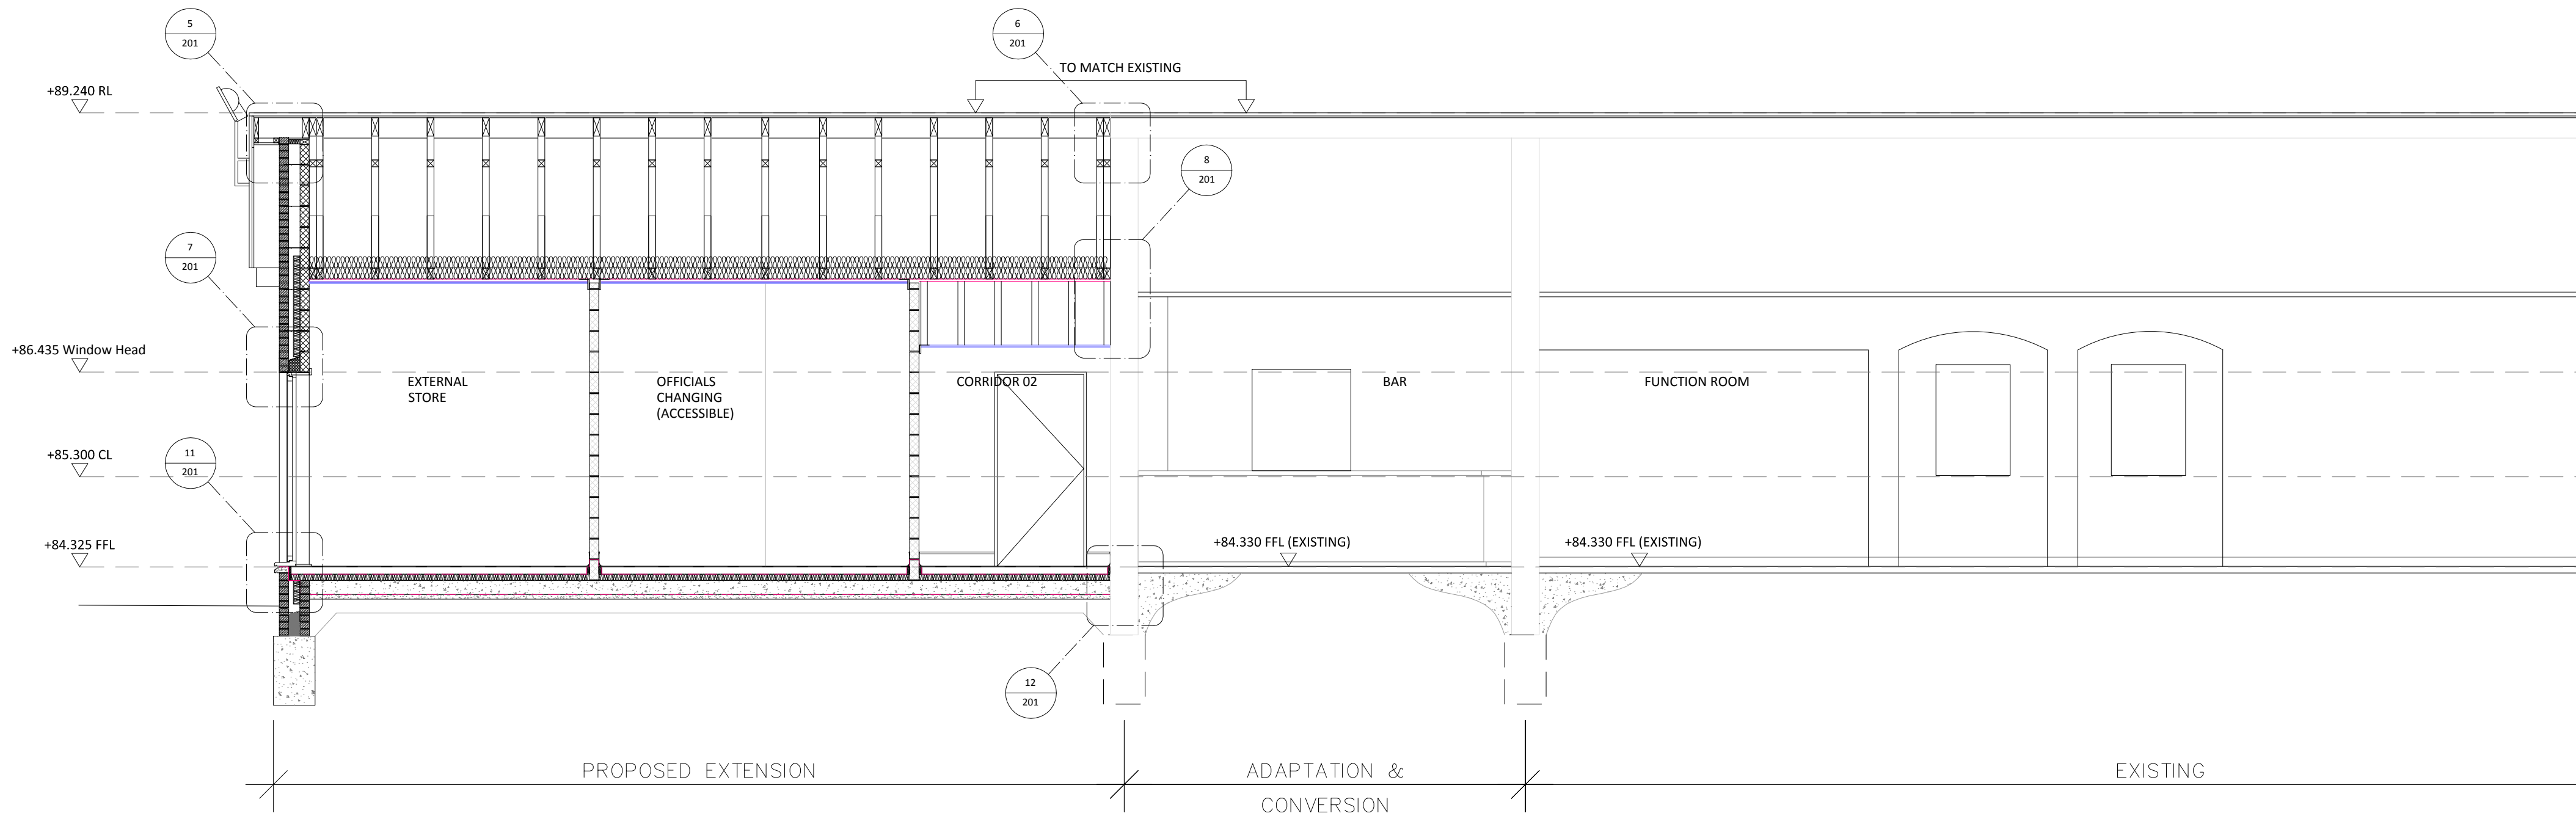 5
201
6
201
TO MATCH EXISTING
+89.240 RL
8
201
7
201
+86.435 Window Head
EXTERNAL
STORE
OFFICIALS
CHANGING
(ACCESSIBLE)
CORRIDOR 02
BAR
FUNCTION ROOM
+85.300 CL
11
201
+84.325 FFL
+84.330 FFL (EXISTING)
+84.330 FFL (EXISTING)
12
201
PROPOSED EXTENSION
ADAPTATION &
CONVERSION
EXISTING